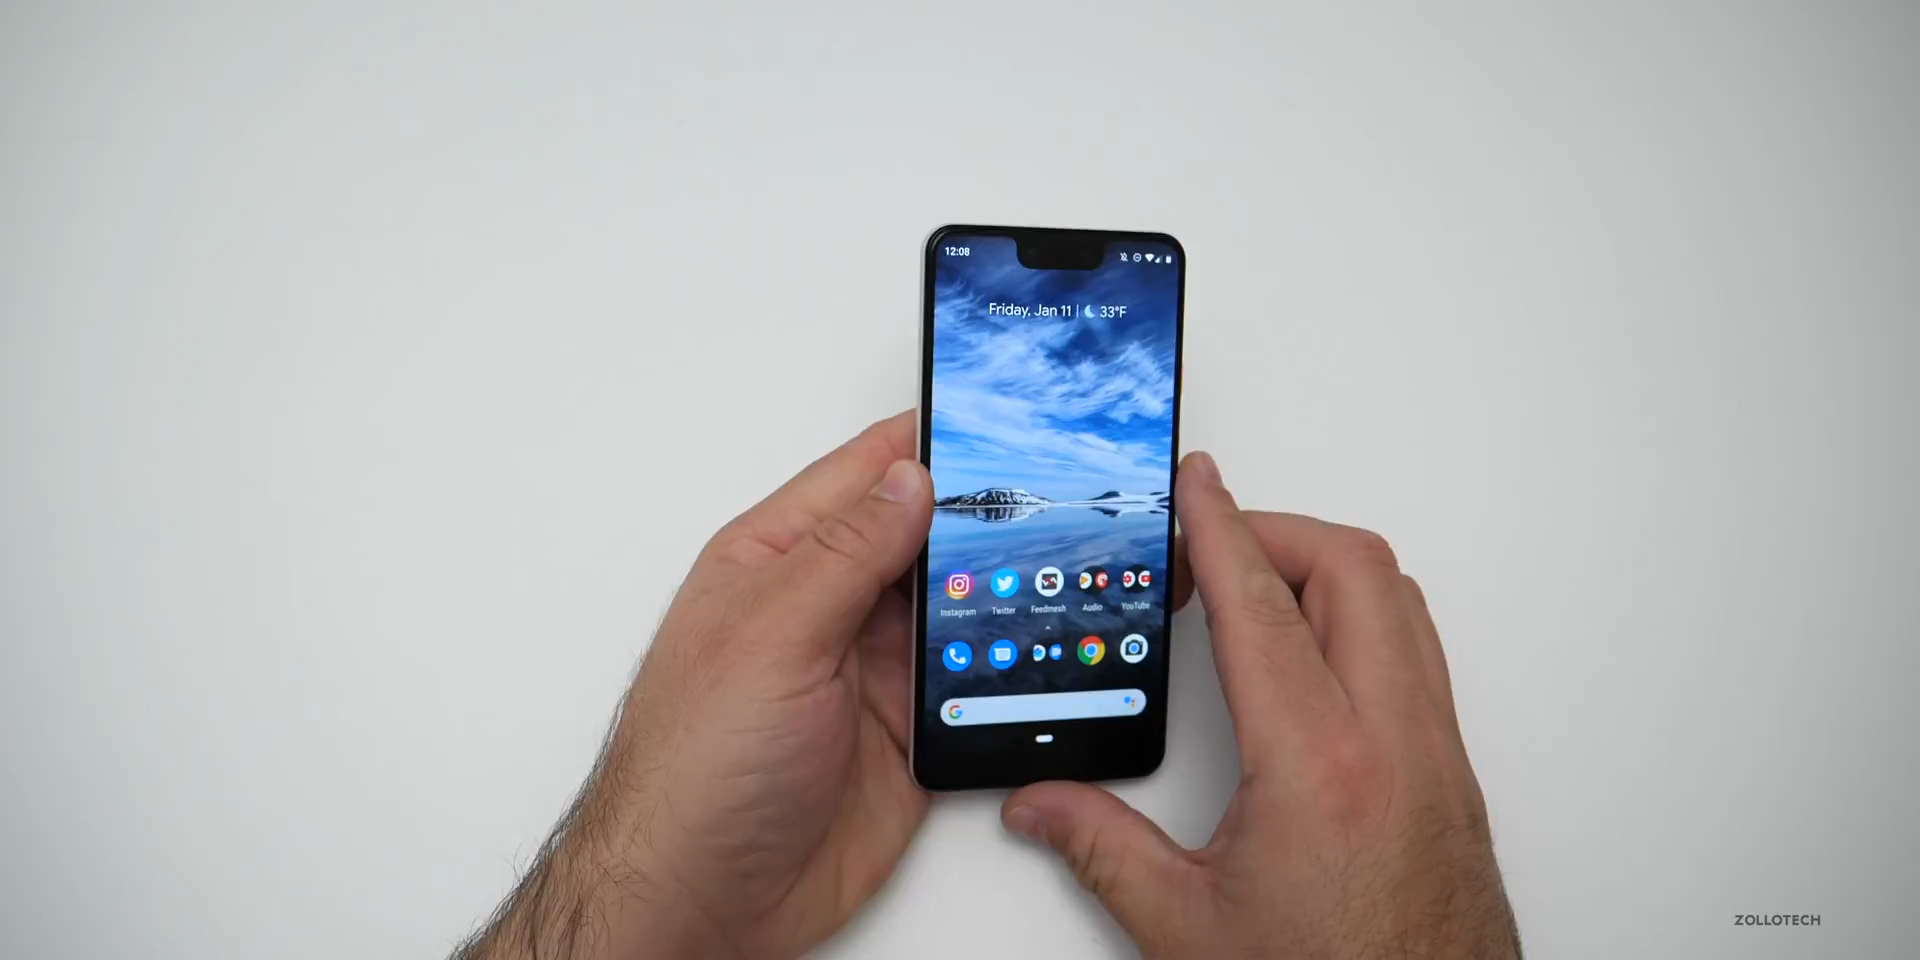 12:08
Friday, Jan 11 | 33°F
Instagram Twitter Feedmesh Audio YouTube
G
ZOLLOTECH